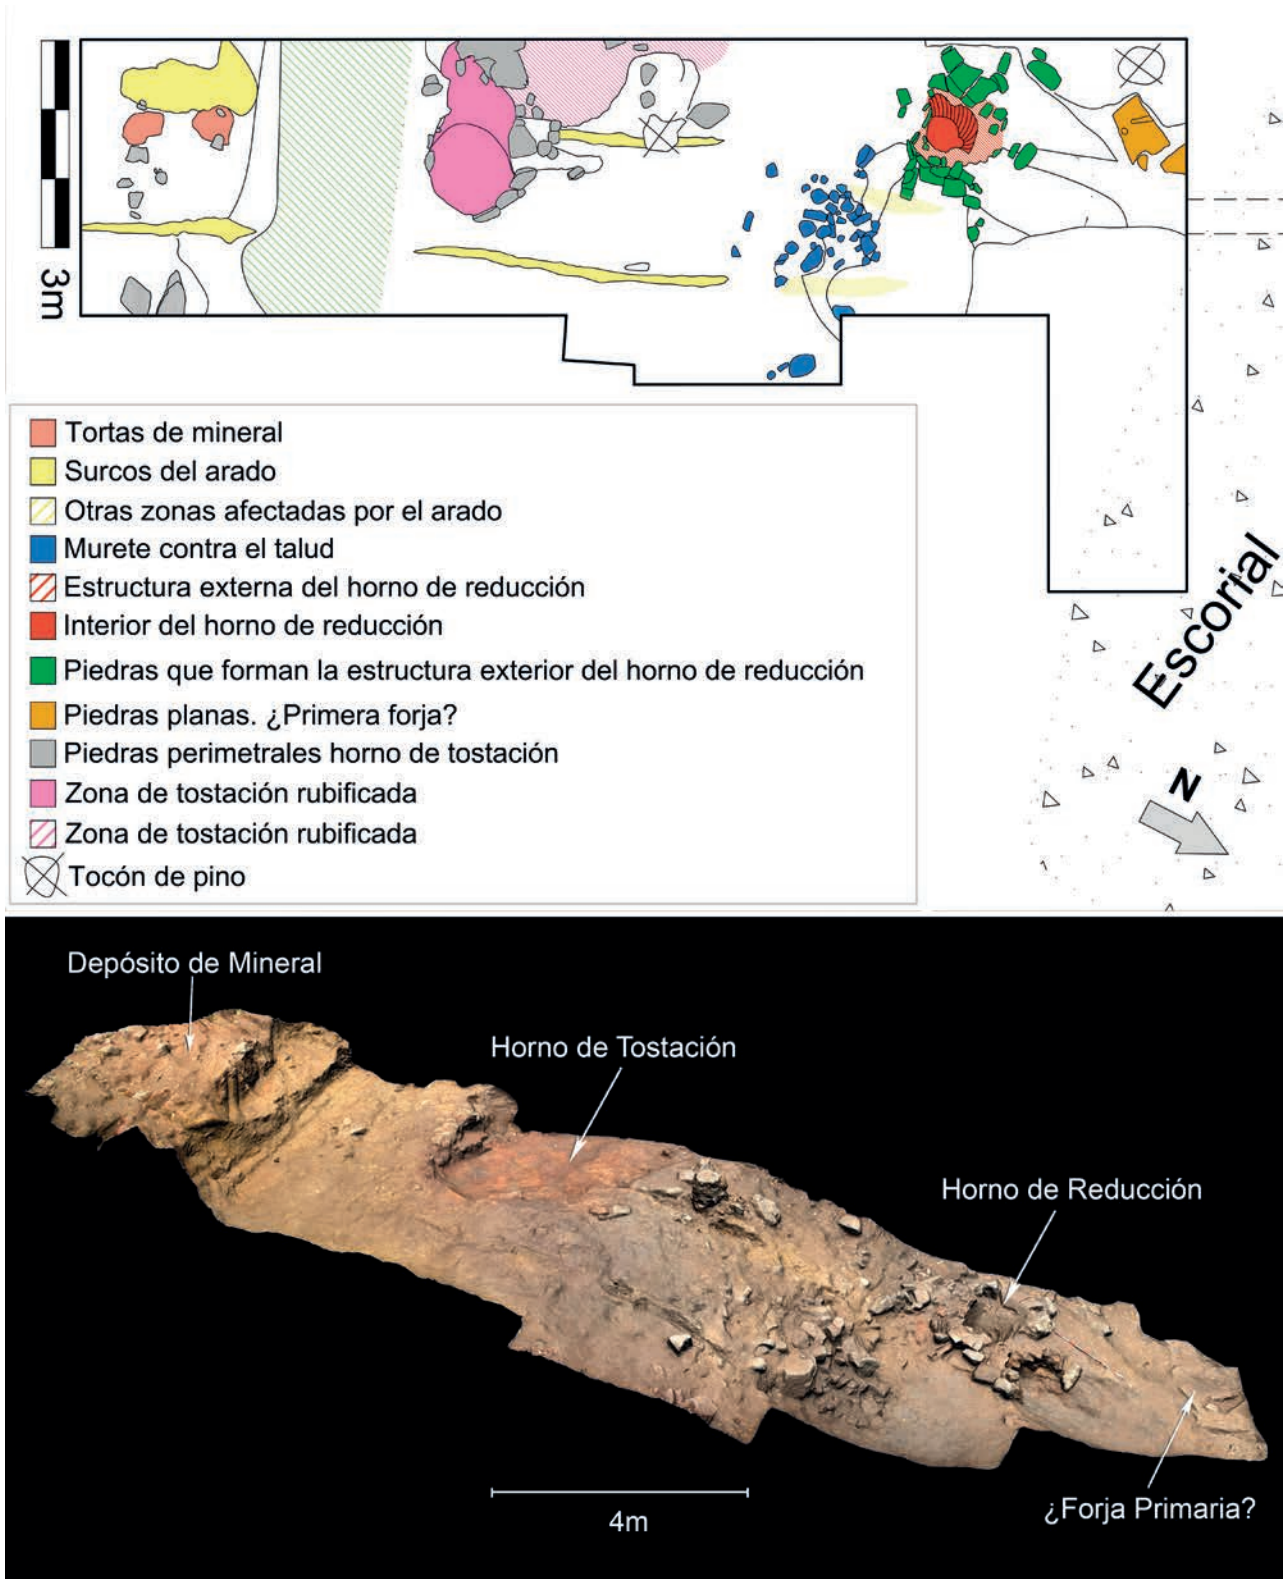 3m
Tortas de mineral
Surcos del arado
Otras zonas afectadas por el arado
Murete contra el talud
Estructura externa del horno de reducción
Interior del horno de reducción
Piedras que forman la estructura exterior del horno de reducción
Piedras planas. ¿Primera forja?
Piedras perimetrales horno de tostación
Zona de tostación rubificada
Zona de tostación rubificada
Tocón de pino
Escorial
N
Depósito de Mineral
Horno de Tostación
Horno de Reducción
4m
¿Forja Primaria?